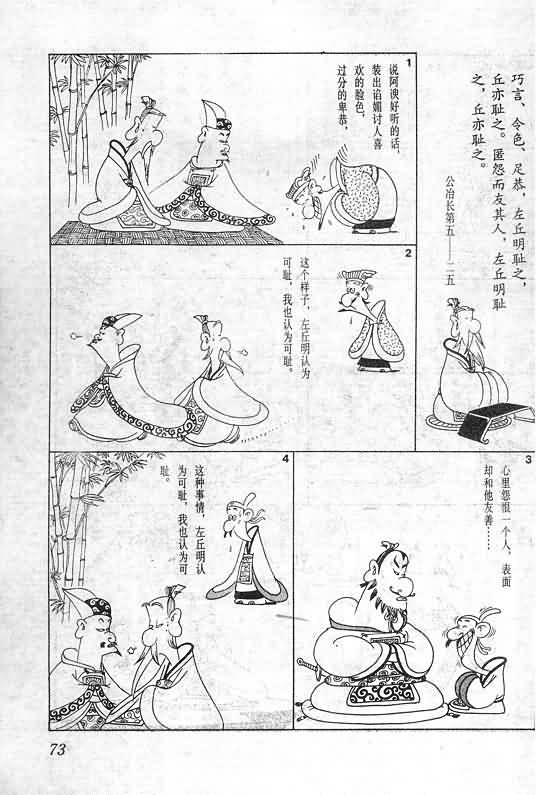 巧言、令色、足恭，左丘明耻之，
丘亦耻之。匿怨而友其人，左丘明耻
之，丘亦耻之。
公冶长第五——二五
1
说阿谀好听的话，
装出谄媚讨人喜
欢的脸色，
过分的卑恭，
2
这个样子，左丘明认为
可耻，我也认为可耻。
3
心里怨恨一个人，表面
却和他友善……
4
这种事情，左丘明认
为可耻，我也认为可
耻。
73